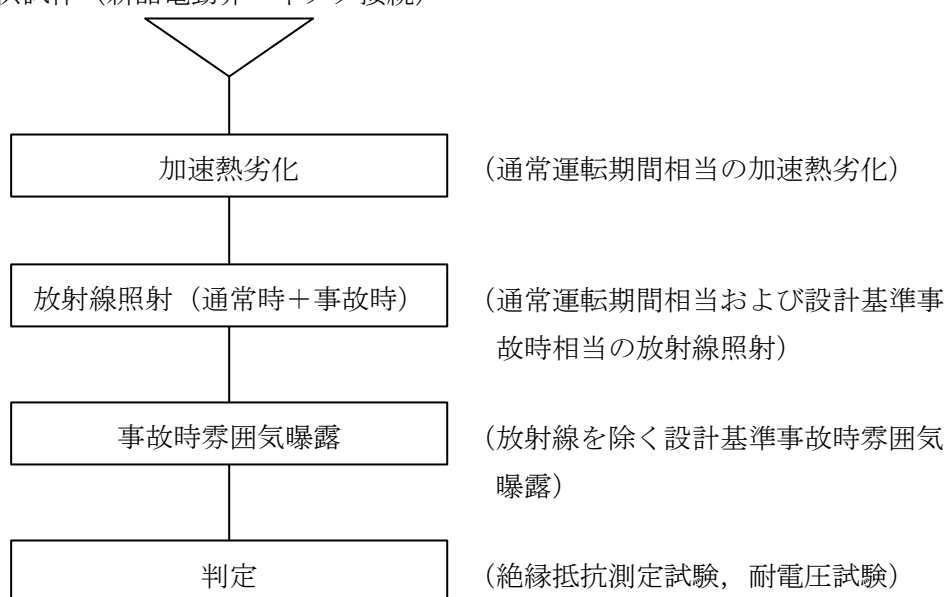 加速熱劣化
(通常運転期間相当の加速熱劣化)
放射線照射(通常時+事故時)
(通常運転期間相当および設計基準事
故時相当の放射線照射)
事故時雰囲気曝露
(放射線を除く設計基準事故時雰囲気
曝露)
判定
(絶縁抵抗測定試験,耐電圧試験)